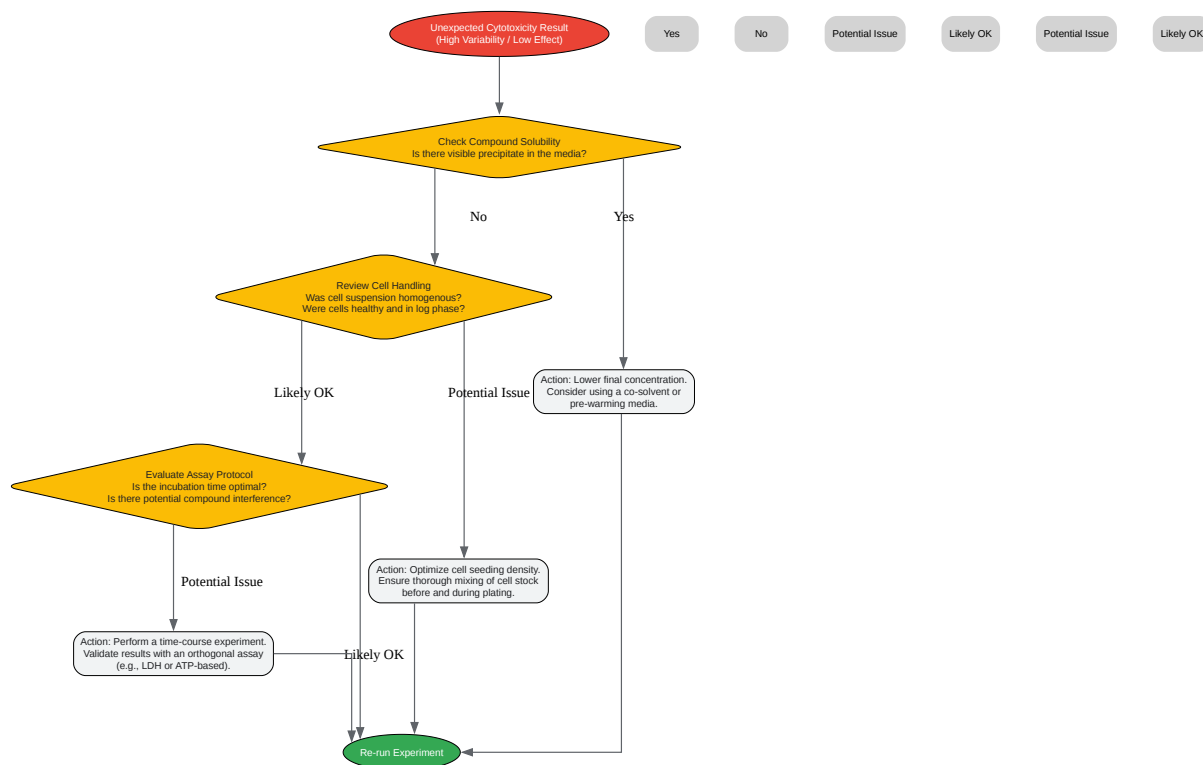 Unexpected Cytotoxicity Result
(High Variability / Low Effect)
Yes
No
Potential Issue
Likely OK
Potential Issue
Check Compound Solubility
Is there visible precipitate in the media?
No
Yes
Review Cell Handling
Was cell suspension homogenous?
Were cells healthy and in log phase?
Likely OK
Potential Issue
Action: Lower final concentration.
Consider using a co-solvent or
pre-warming media.
Evaluate Assay Protocol
Is the incubation time optimal?
Is there potential compound interference?
Potential Issue
Action: Optimize cell seeding density.
Ensure thorough mixing of cell stock
before and during plating.
Action: Perform a time-course experiment.
Validate results with an orthogonal assay
(e.g., LDH or ATP-based).
Likely OK
Re-run Experiment